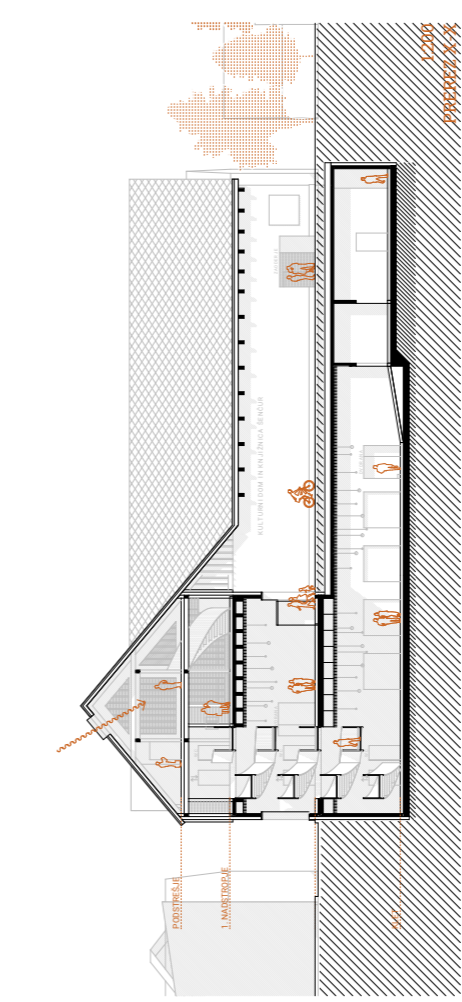 PODSTREŠJE
1. NADSTROPJE
KULTURNI DOM IN KNJIŽNICA ŠENČUR
1:200
PREREZ X-X